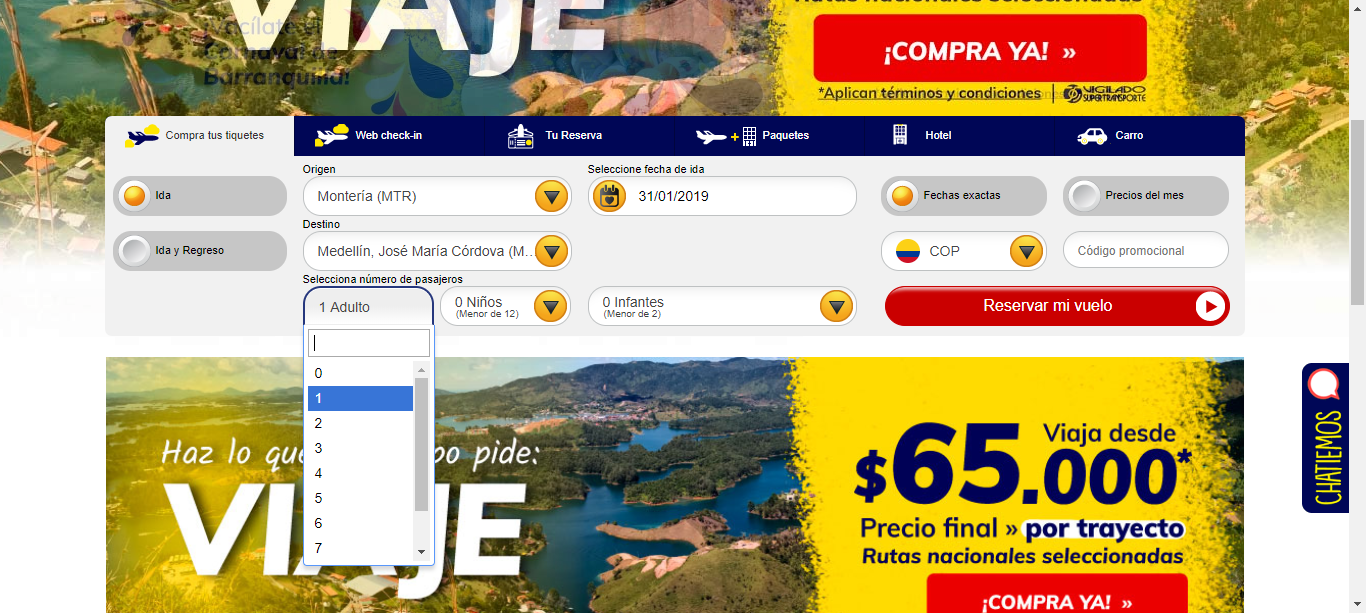 VIAJE
Rutas nacionales seleccionadas
¡COMPRA YA! »
*Aplican términos y condiciones
VIGILADO
SUPERTRANSPORTE
Carnaval de
Barranquilla!
Compra tus tiquetes
Web check-in
Tu Reserva
+
Paquetes
Hotel
Carro
Ida
Ida y Regreso
Origen
Montería (MTR)
Seleccione fecha de ida
31/01/2019
Fechas exactas
Precios del mes
Destino
Medellín, José María Córdova (M...
COP
Código promocional
Selecciona número de pasajeros
1 Adulto
0 Niños
(Menor de 12)
0 Infantes
(Menor de 2)
Reservar mi vuelo
0
1
2
3
4
5
6
7
Haz lo que
po pide:
VIAJE
Viaja desde
$65.000*
Precio final » por trayecto
Rutas nacionales seleccionadas
¡COMPRA YA! »
CHATIEMOS